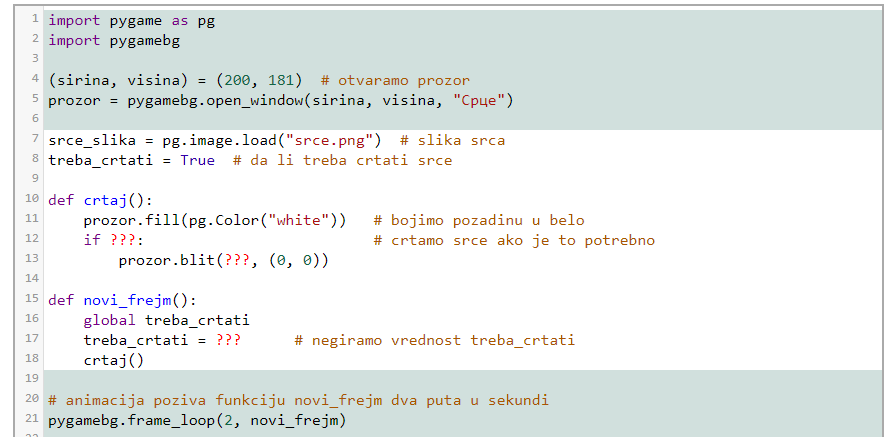 1 import pygame as pg
2 import pygamebg
3
4 (sirina, visina) = (200, 181)  # otvaramo prozor
5 prozor = pygamebg.open_window(sirina, visina, "Срце")
6
7 srce_slika = pg.image.load("srce.png")  # slika srca
8 treba_crtati = True  # da li treba crtati srce
9
10 def crtaj():
11     prozor.fill(pg.Color("white"))   # bojimo pozadinu u belo
12     if ???:                          # crtamo srce ako je to potrebno
13         prozor.blit(???, (0, 0))
14
15 def novi_frejm():
16     global treba_crtati
17     treba_crtati = ???      # negiramo vrednost treba_crtati
18     crtaj()
19
20 # animacija poziva funkciju novi_frejm dva puta u sekundi
21 pygamebg.frame_loop(2, novi_frejm)
22